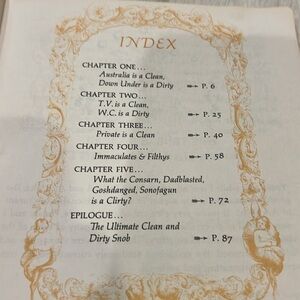 INDEX
CHAPTER ONE...
Australia is a Clean,
Down Under is a Dirty ➸ P. 6
CHAPTER TWO...
T.V. is a Clean,
W.C. is a Dirty ➸ P. 25
CHAPTER THREE...
Private is a Clean ➸ P. 40
CHAPTER FOUR...
Immaculates & Filthys ➸ P. 58
CHAPTER FIVE...
What the Consarn, Dadblasted,
Goshdanged, Sonofagun
is a Clirty? ➸ P. 72
EPILOGUE...
The Ultimate Clean and
Dirty Snob ➸ P. 87